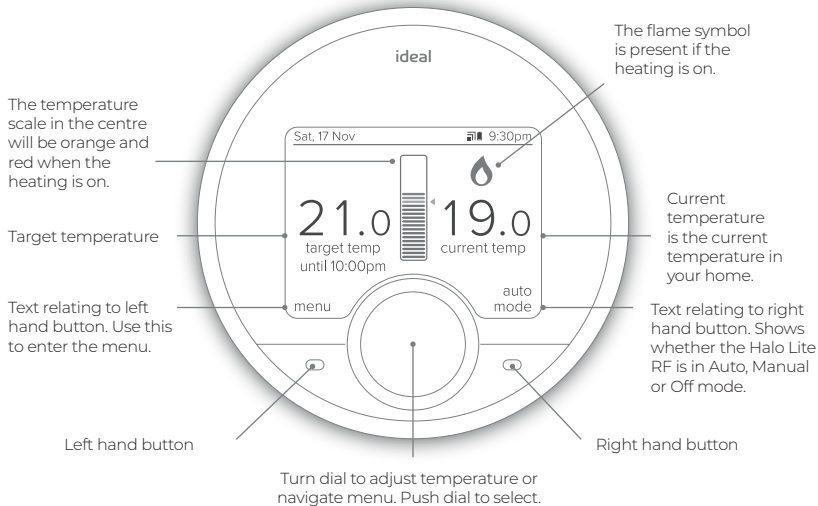 The flame symbol
is present if the
heating is on.
ideal
The temperature
scale in the centre
will be orange and
red when the
heating is on.
Sat, 17 Nov
9:30pm
21.0
target temp
until 10:00pm
19.0
current temp
Target temperature
Current
temperature
is the current
temperature in
your home.
menu
auto
mode
Text relating to left
hand button. Use this
to enter the menu.
Text relating to right
hand button. Shows
whether the Halo Lite
RF is in Auto, Manual
or Off mode.
Left hand button
Right hand button
Turn dial to adjust temperature or
navigate menu. Push dial to select.